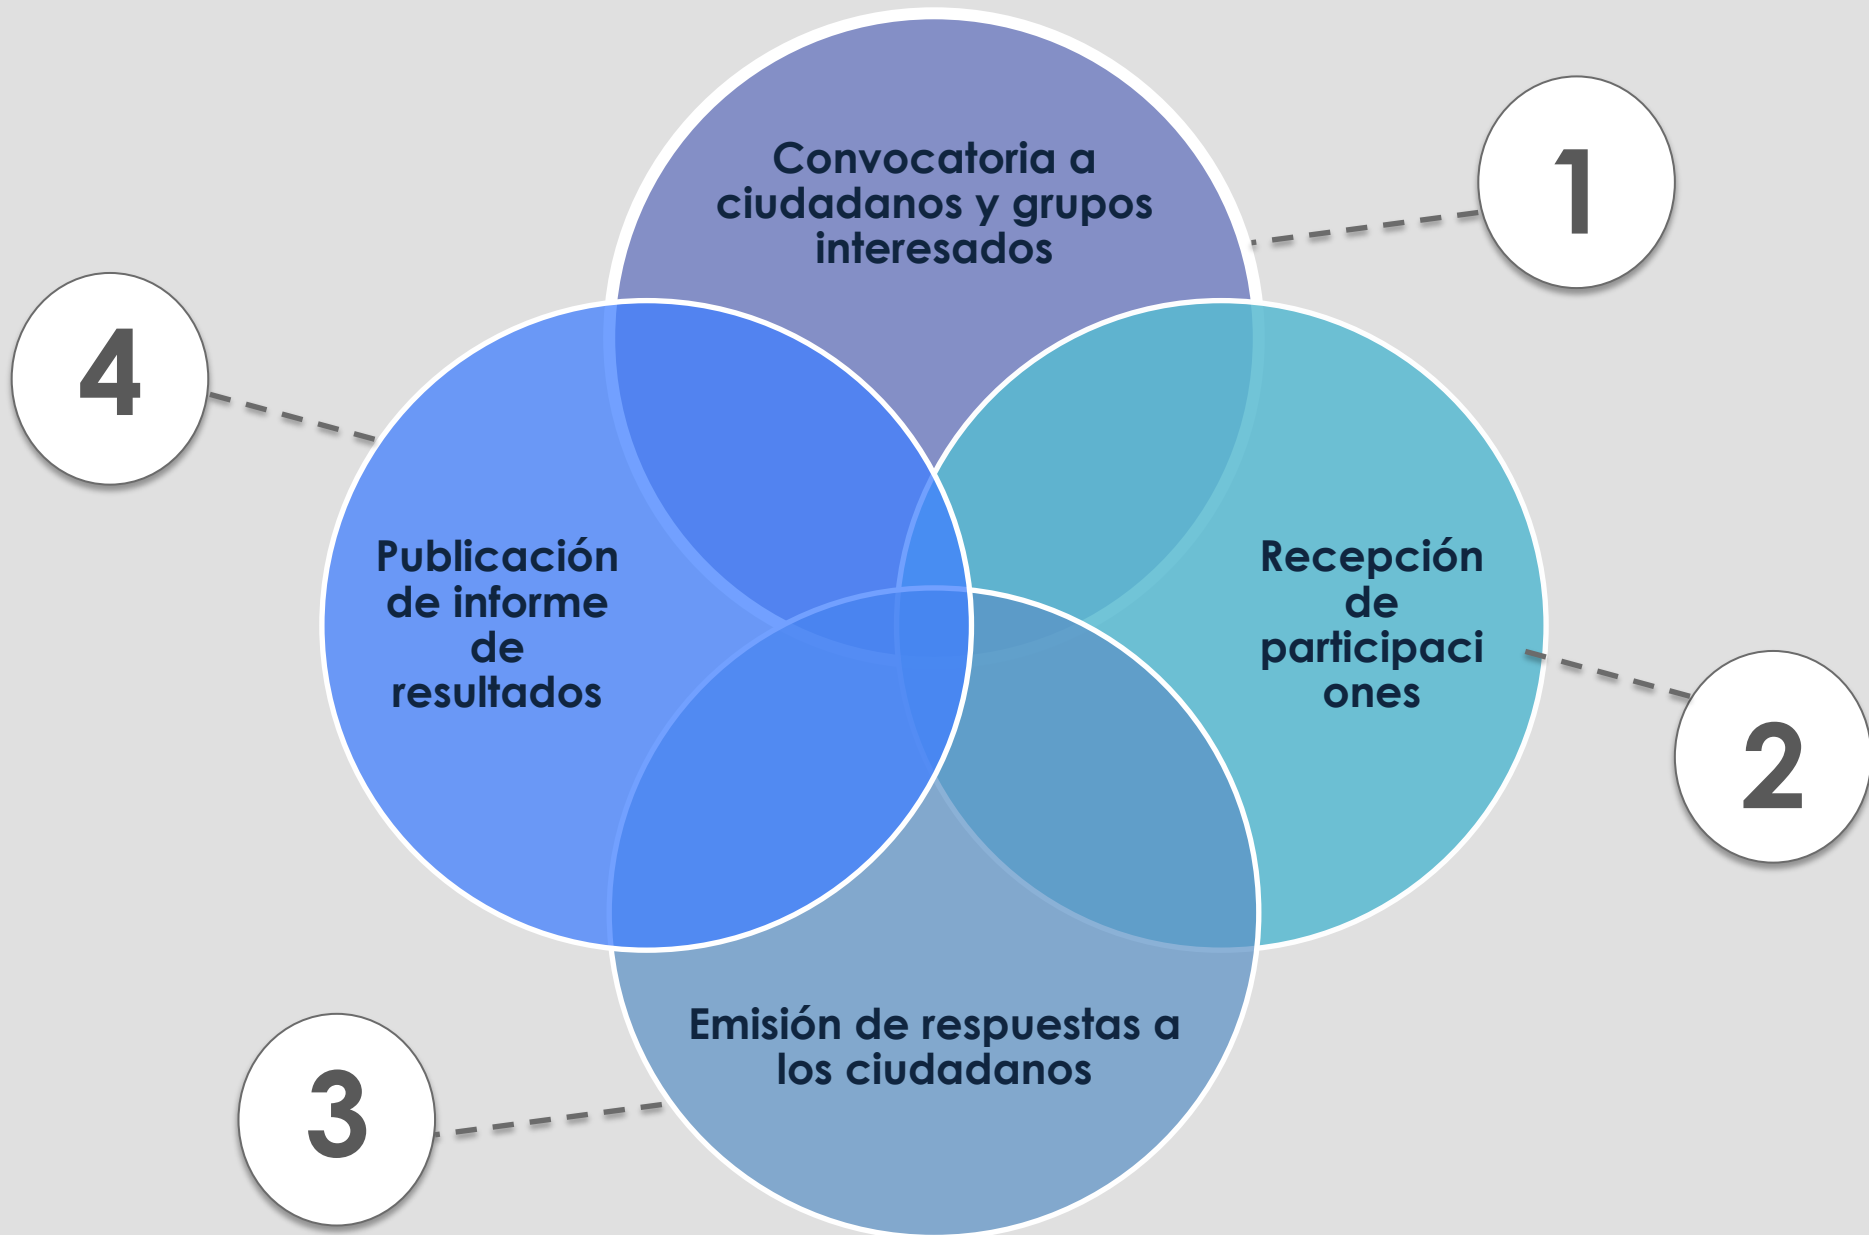 Convocatoria a
ciudadanos y grupos
interesados
1
Recepción
de
participaci
ones
2
Emisión de respuestas a
los ciudadanos
3
Publicación
de informe
de
resultados
4